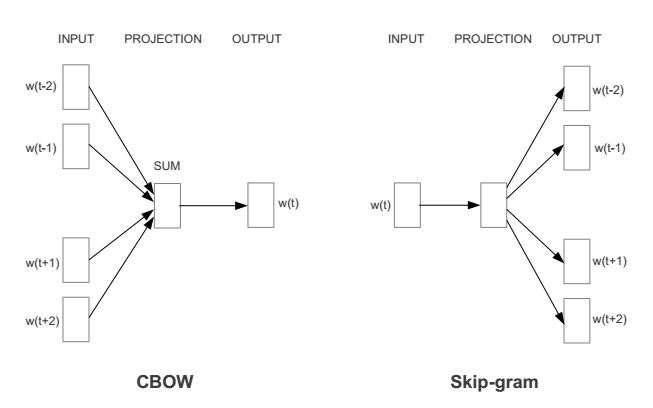 INPUT PROJECTION OUTPUT
w(t-2)
w(t-1)
SUM
w(t)
w(t+1)
w(t+2)
CBOW
INPUT PROJECTION OUTPUT
w(t-2)
w(t-1)
w(t)
w(t+1)
w(t+2)
Skip-gram